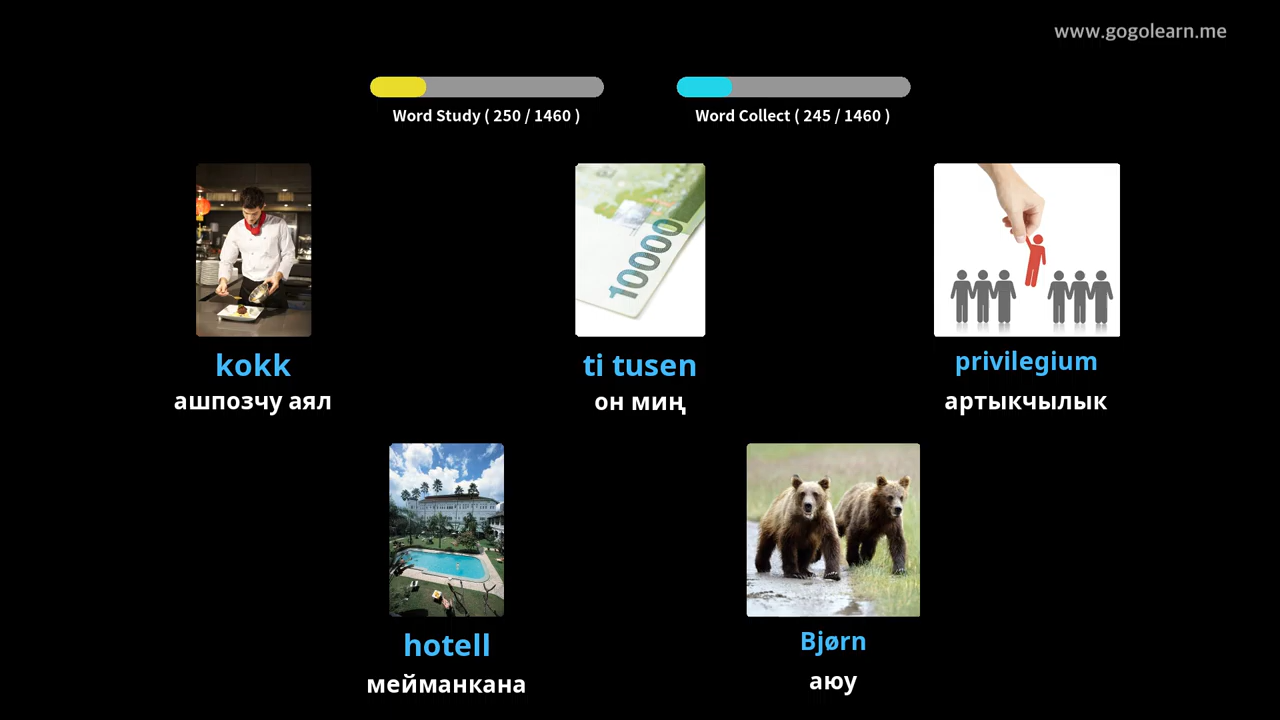 www.gogolearn.me
Word Study ( 250 / 1460 )
Word Collect ( 245 / 1460 )
10000
kokk
ашпозчу аял
ti tusen
он миң
privilegium
артыкчылык
hotell
мейманкана
Bjørn
аюу